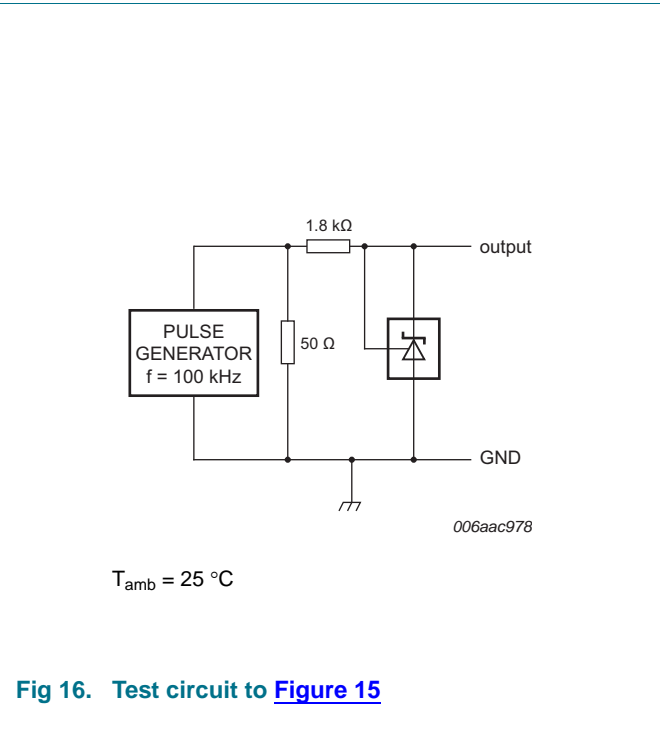 1.8 kΩ
output
PULSE
GENERATOR
f = 100 kHz
50 Ω
GND
006aac978
Tamb = 25 °C
Fig 16. Test circuit to Figure 15